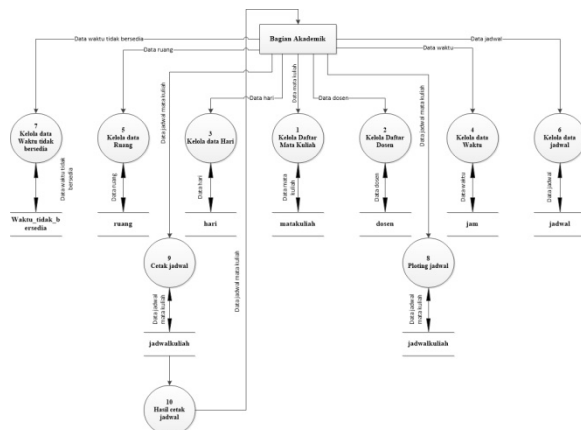 Bagian Akademik
Data waktu tidak bersedia
Data ruang
Data waktu
Data jadwal
Data hari
Data mata kuliah
Data dosen
Data jadwal mata kuliah
Data jadwal mata kuliah
7
Kelola data
Waktu tidak
bersedia
5
Kelola data
Ruang
3
Kelola data Hari
1
Kelola Daftar
Mata Kuliah
2
Kelola Daftar
Dosen
4
Kelola data
Waktu
6
Kelola data
jadwal
Data waktu tidak
bersedia
Data ruang
Data hari
Data mata
kuliah
Data dosen
Data waktu
Data jadwal
Waktu_tidak_b
ersedia
ruang
hari
matakuliah
dosen
jam
jadwal
9
Cetak jadwal
Data jadwal mata kuliah
8
Ploting jadwal
Data jadwal
mata kuliah
Data jadwal
mata kuliah
jadwalkuliah
jadwalkuliah
10
Hasil cetak
jadwal